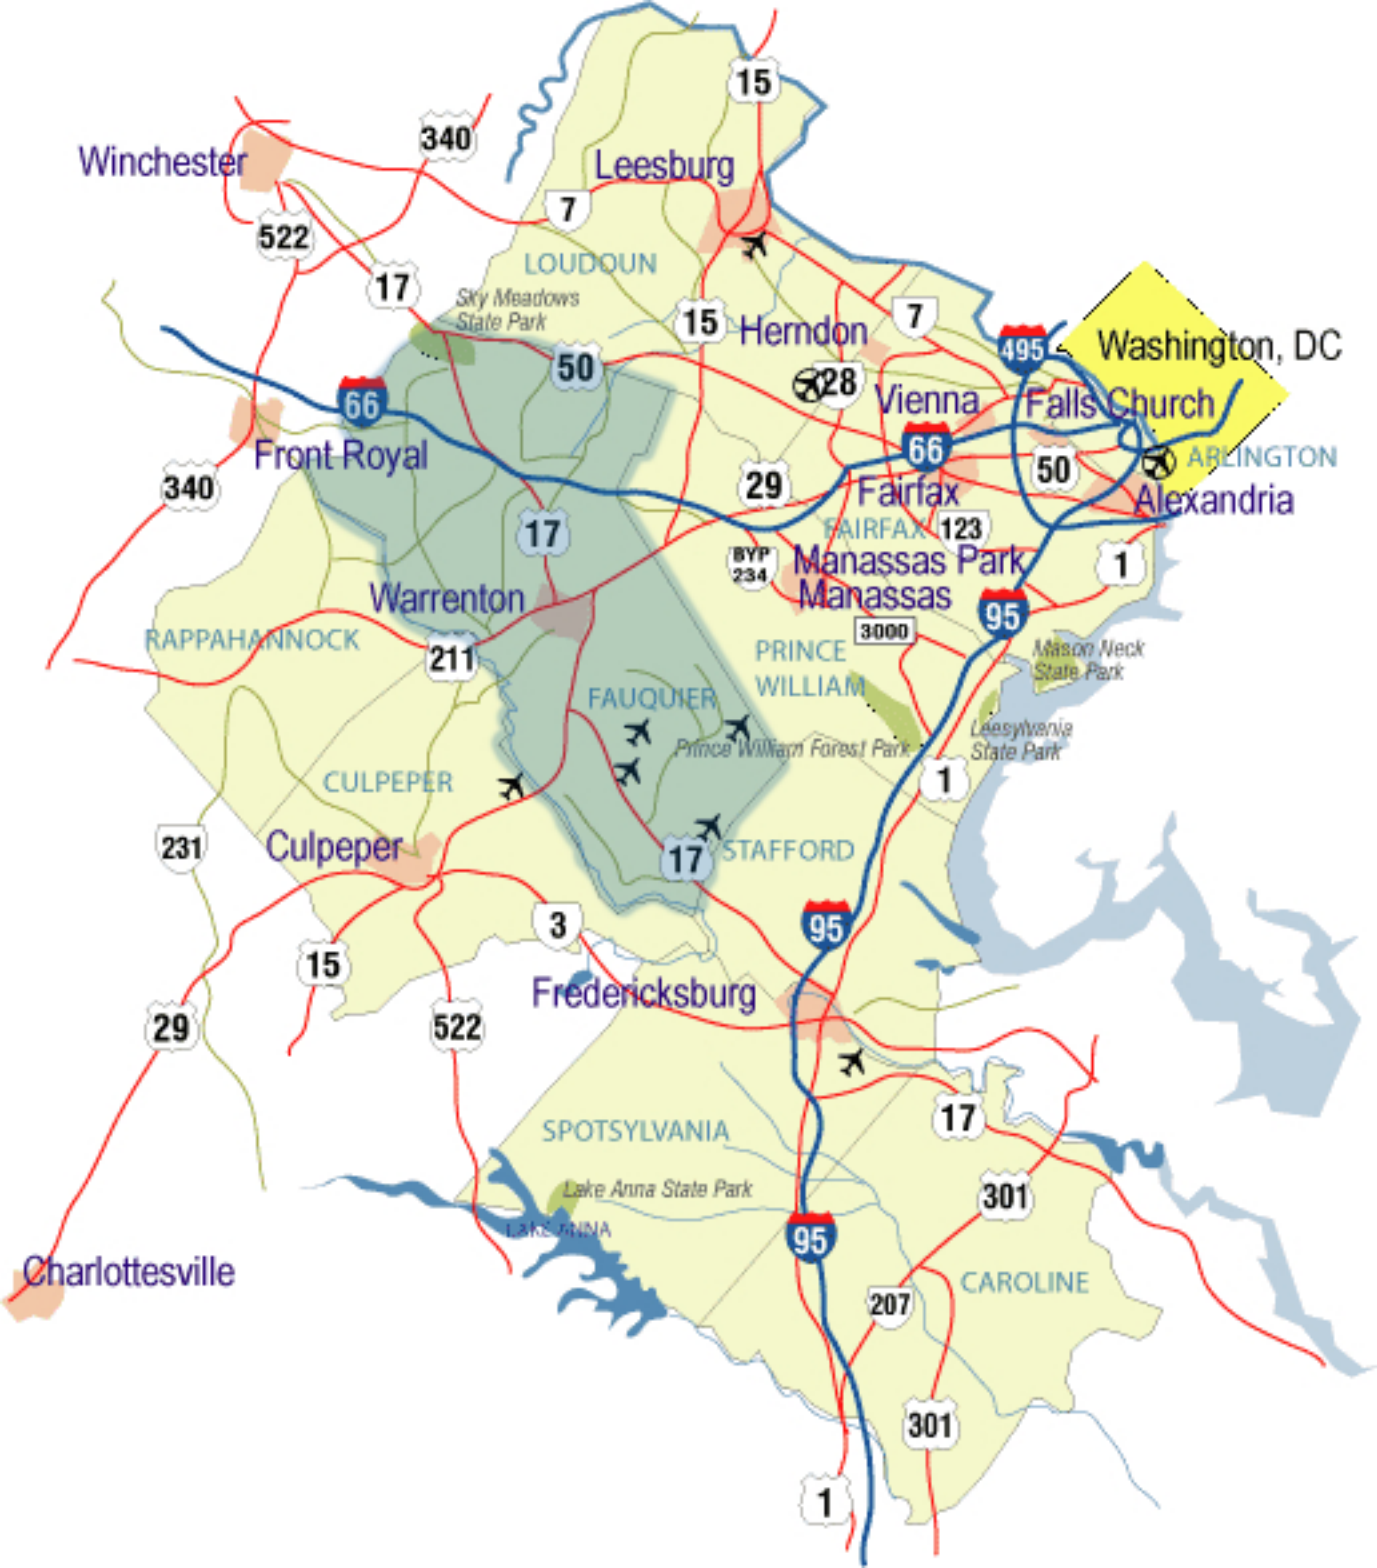 15
340
Winchester
Leesburg
7
522
LOUDOUN
17
Sky Meadows
State Park
15
Herndon
7
495
Washington, DC
50
28
66
Vienna
Falls Church
Front Royal
66
ARLINGTON
340
29
Fairfax
50
Alexandria
17
FAIRFAX
123
BYP
234
Manassas Park
1
Warrenton
Manassas
95
3000
RAPPAHANNOCK
211
PRINCE
WILLIAM
Mason Neck
State Park
FAUQUIER
Leesylvania
State Park
Prince William Forest Park
CULPEPER
1
231
Culpeper
17
STAFFORD
3
95
15
Fredericksburg
29
522
17
SPOTSYLVANIA
Lake Anna State Park
301
LAKE ANNA
95
Charlottesville
CAROLINE
207
301
1